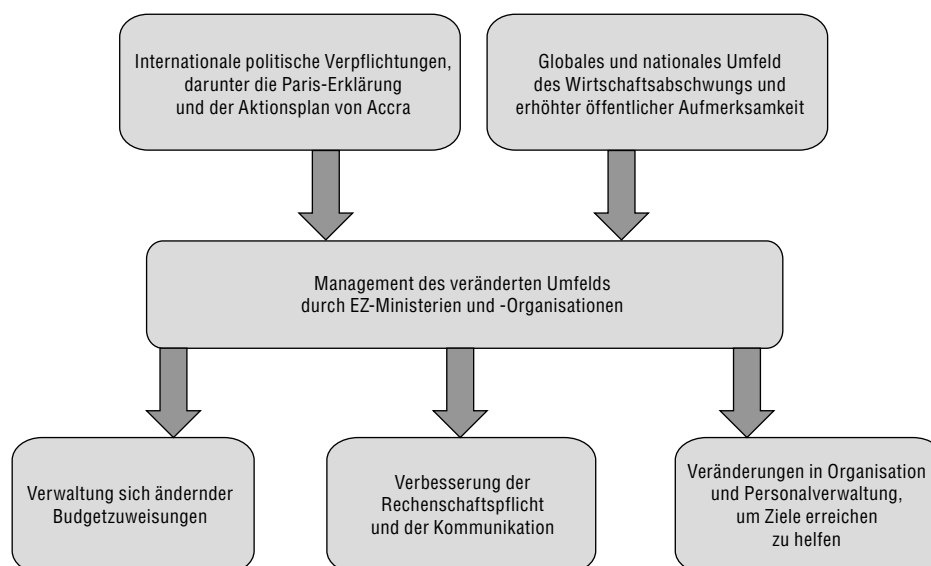 Internationale politische Verpflichtungen,
darunter die Paris-Erklärung
und der Aktionsplan von Accra
Globales und nationales Umfeld
des Wirtschaftsabschwungs und
erhöhter öffentlicher Aufmerksamkeit
Management des veränderten Umfelds
durch EZ-Ministerien und -Organisationen
Verwaltung sich ändernder
Budgetzuweisungen
Verbesserung der
Rechenschaftspflicht
und der Kommunikation
Veränderungen in Organisation
und Personalverwaltung,
um Ziele erreichen
zu helfen